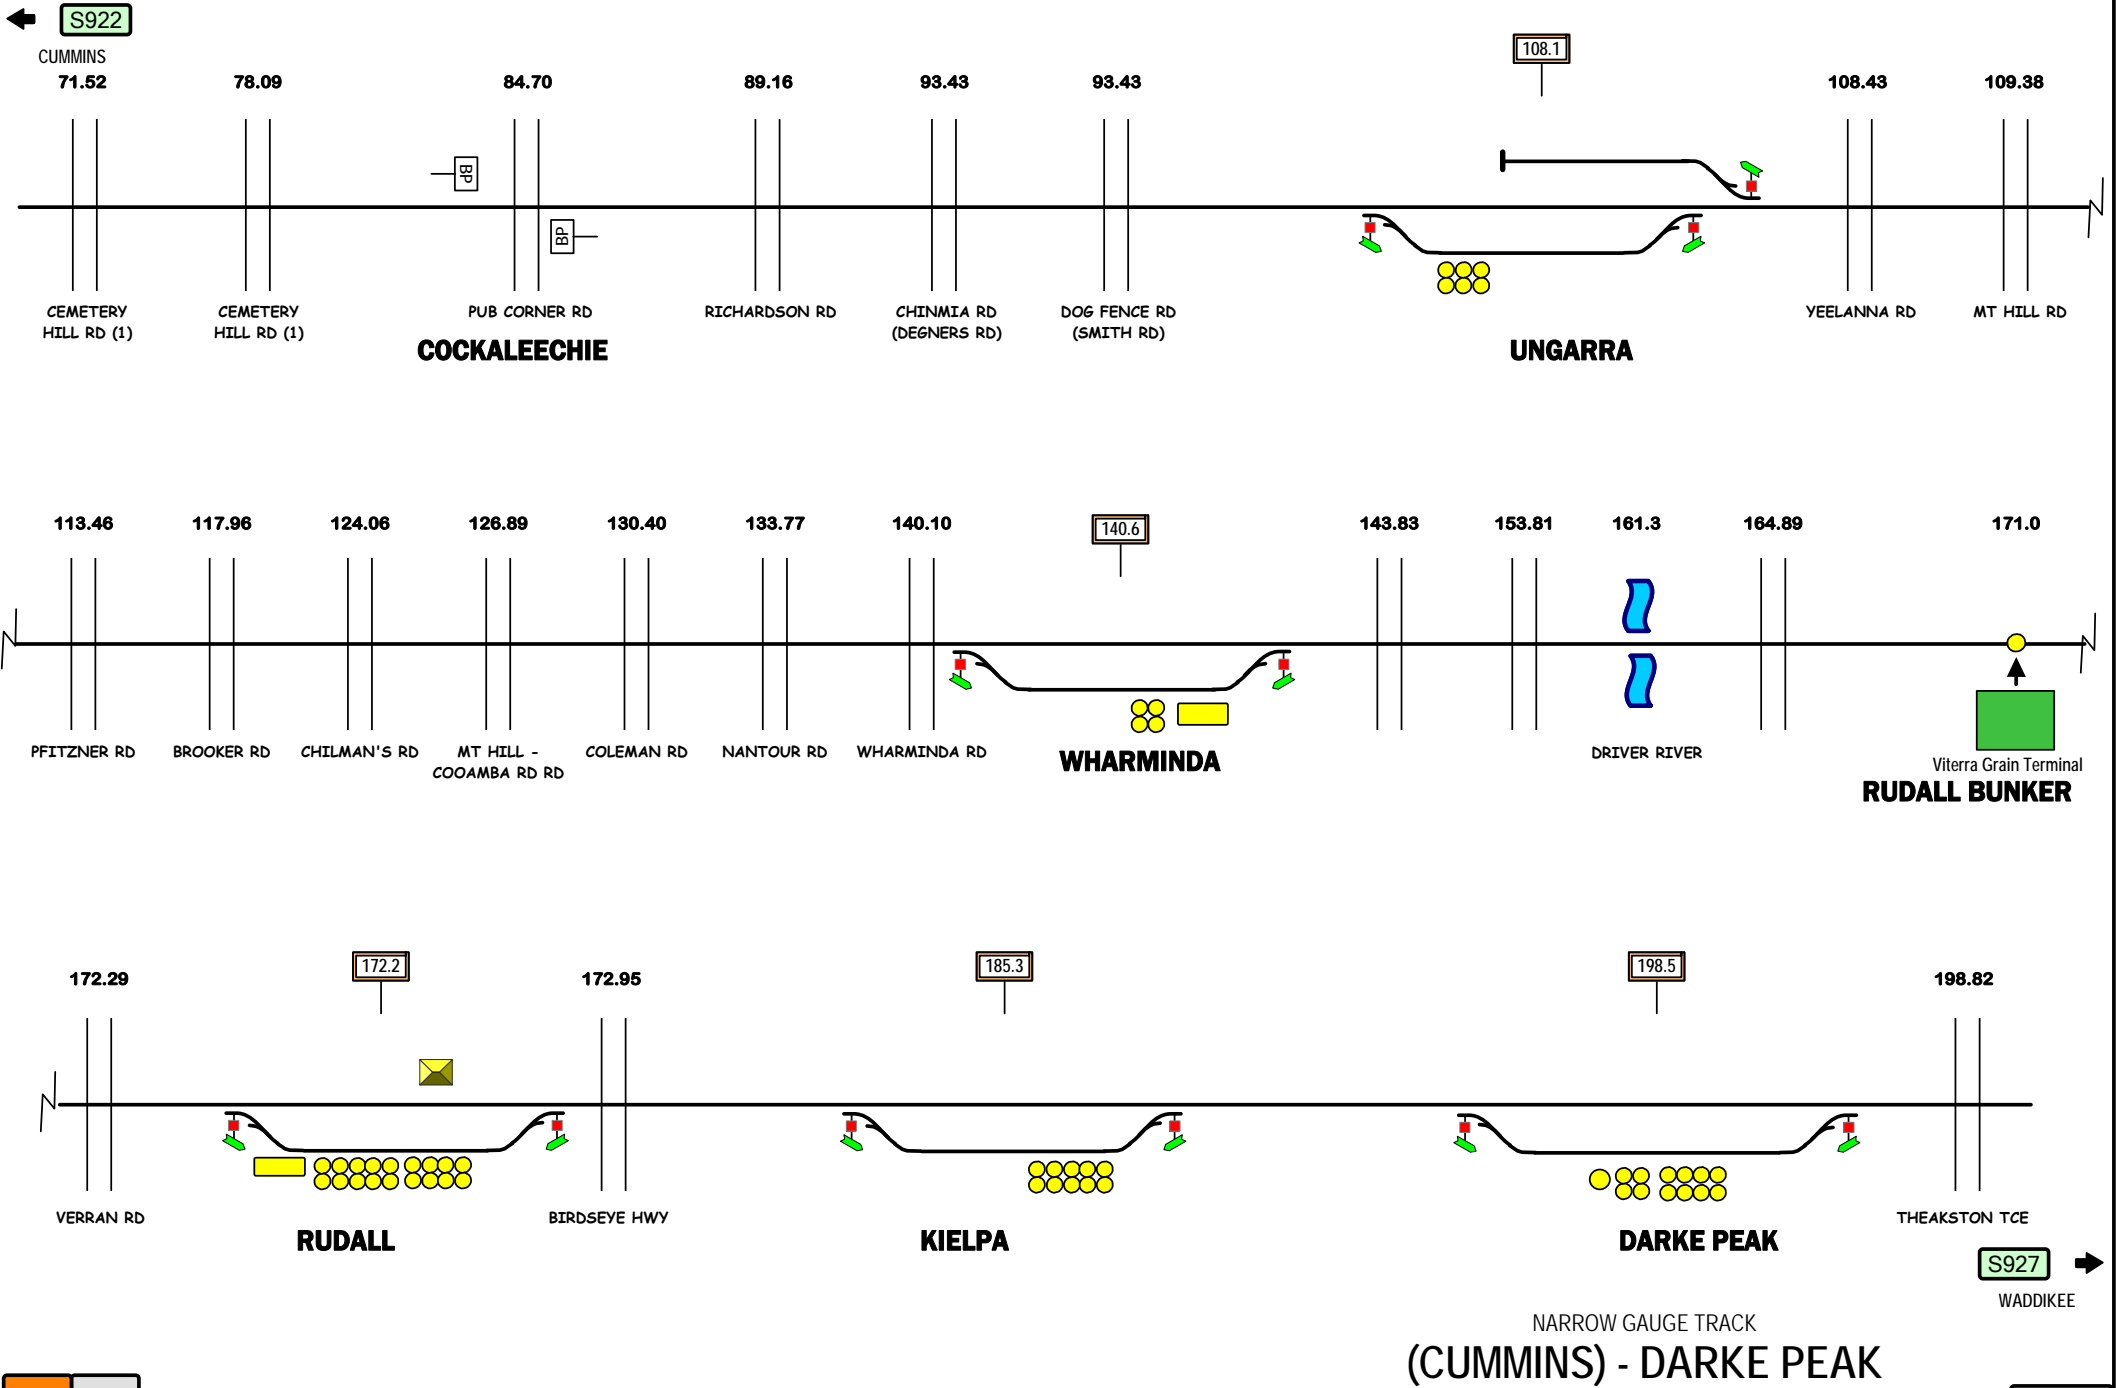 S922
CUMMINS
108.1
71.52 78.09 84.70 89.16 93.43 93.43 108.43 109.38
BP
BP
CEMETERY
HILL RD (1)
CEMETERY
HILL RD (1)
PUB CORNER RD
RICHARDSON RD
CHINMIA RD
(DEGNERS RD)
DOG FENCE RD
(SMITH RD)
YEELANNA RD
MT HILL RD
COCKALEECHIE
UNGARRA
113.46 117.96 124.06 126.89 130.40 133.77 140.10 140.6 143.83 153.81 161.3 164.89 171.0
PFITZNER RD
BROOKER RD
CHILMAN'S RD
MT HILL -
COOAMBA RD RD
COLEMAN RD
NANTOUR RD
WHARMINDA RD
WHARMINDA
DRIVER RIVER
Viterra Grain Terminal
RUDALL BUNKER
172.29 172.2 172.95 185.3 198.5 198.82
VERRAN RD
BIRDSEYE HWY
THEAKSTON TCE
RUDALL
KIELPA
DARKE PEAK
S927
WADDIKEE
NARROW GAUGE TRACK
(CUMMINS) - DARKE PEAK